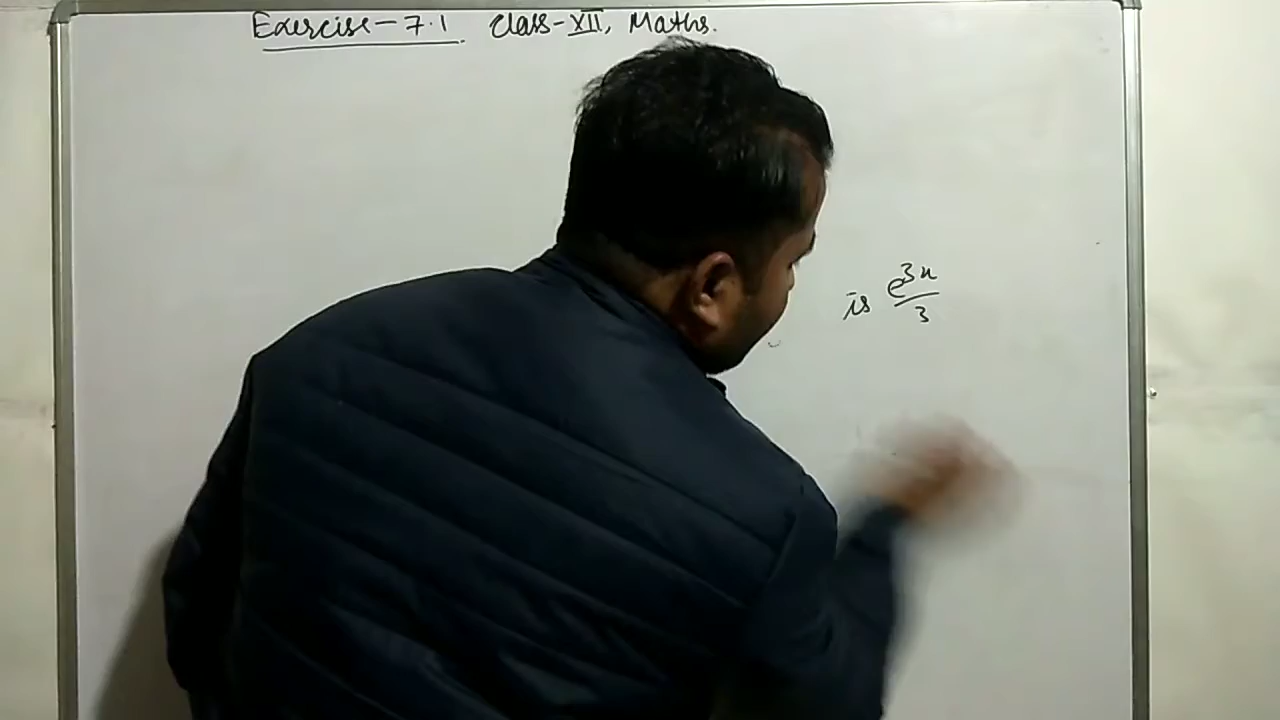 Exercise-7.1 Class-XII, Maths.
is e^3x/3